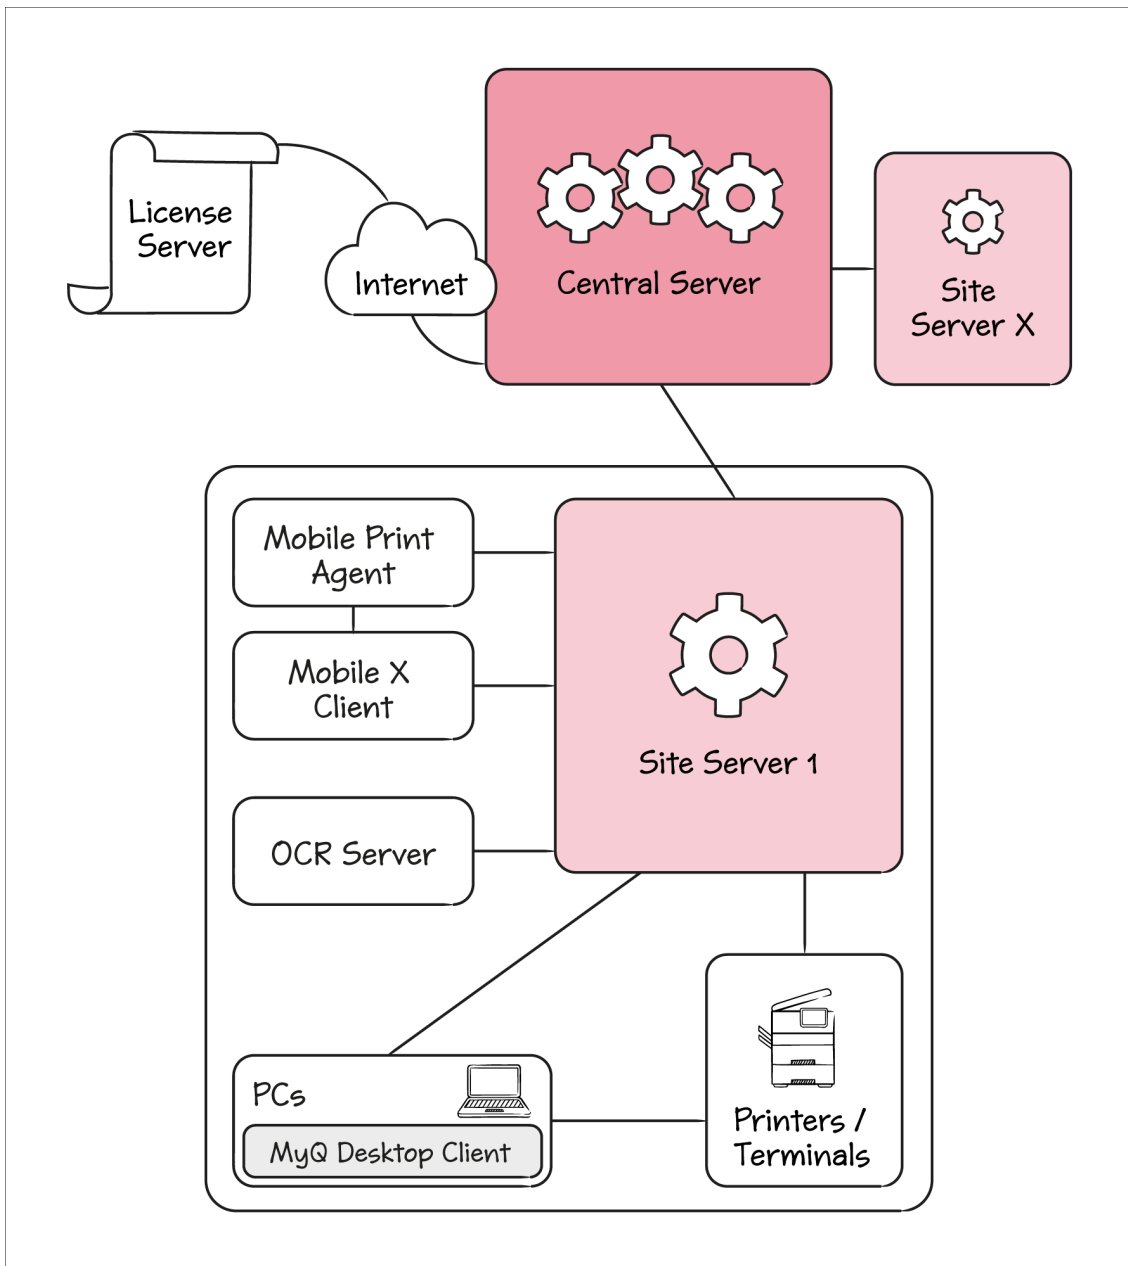 License
Server
Internet
Central Server
Site
Server X
Mobile Print
Agent
Mobile X
Client
Site Server 1
OCR Server
PCs
MyQ Desktop Client
Printers /
Terminals